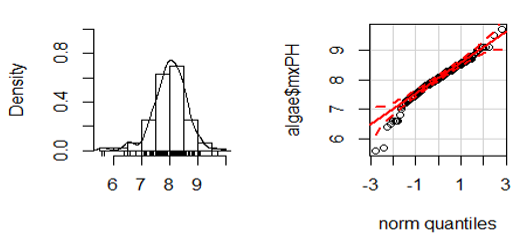 Density
0.0 0.4 0.8
6 7 8 9
algae$mxPH
6 7 8 9
-3 -1 1 3
norm quantiles